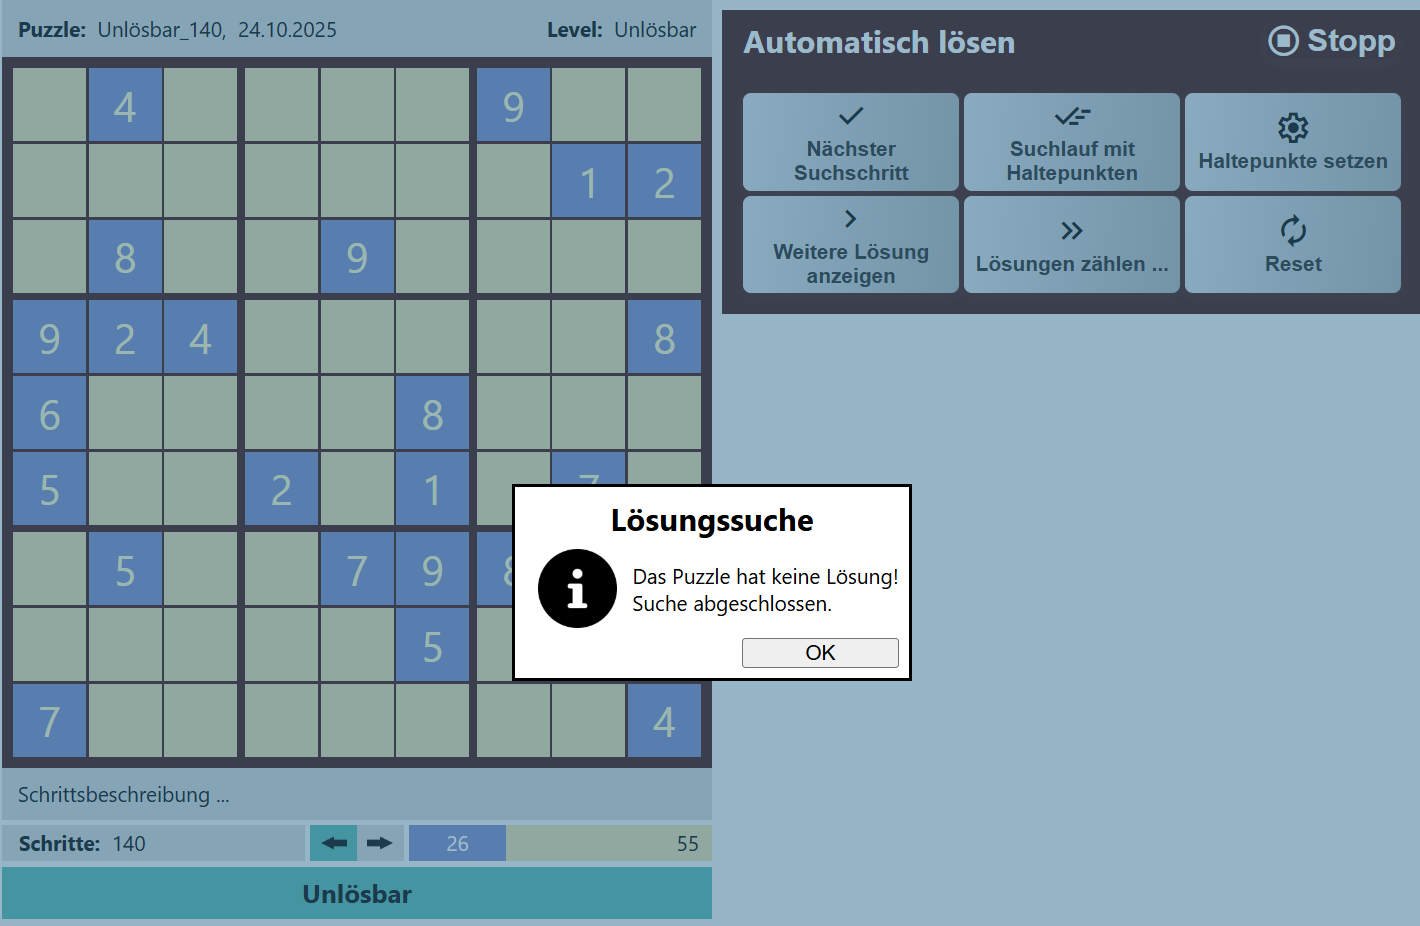 Puzzle: Unlösbar_140, 24.10.2025 Level: Unlösbar
Automatisch lösen
Stopp
Nächster
Suchschritt
Suchlauf mit
Haltepunkten
Haltepunkte setzen
Weitere Lösung
anzeigen
Lösungen zählen ...
Reset
4 9
1 2
8 9
9 2 4 8
6 8
5 2 1 7
5 7 9 8
5
7 4
Lösungssuche
Das Puzzle hat keine Lösung!
Suche abgeschlossen.
OK
Schrittsbeschreibung ...
Schritte: 140
26 55
Unlösbar